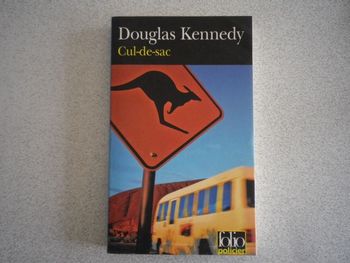 Douglas Kennedy
Cul-de-sac
folio
policier